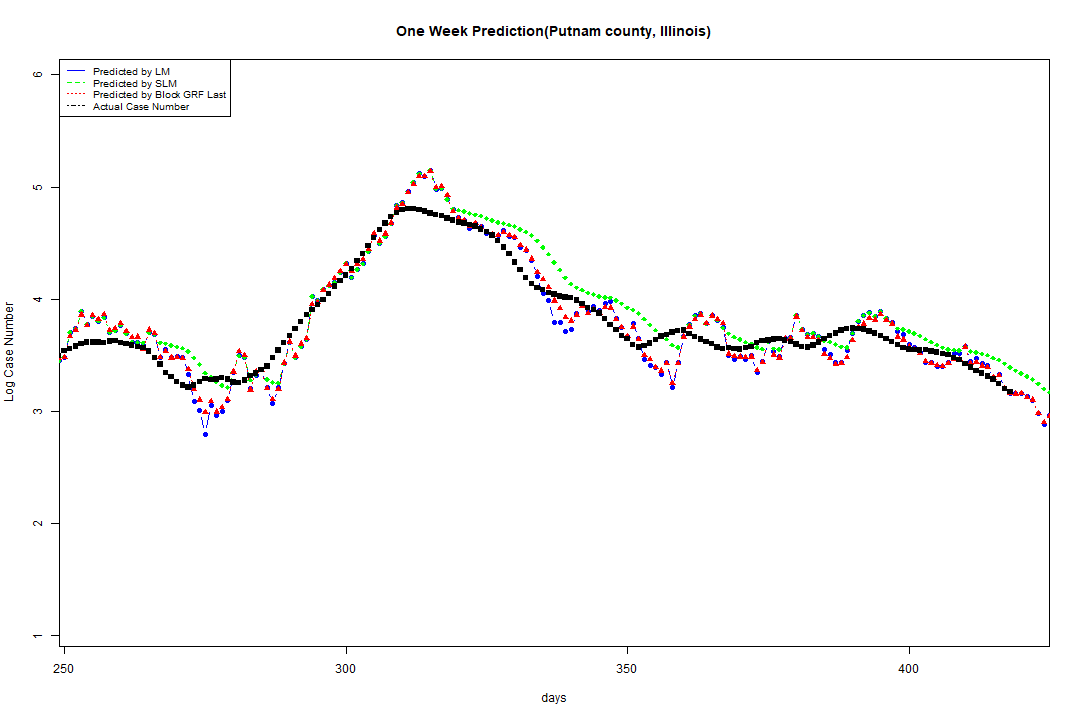 One Week Prediction(Putnam county, Illinois)
Predicted by LM
Predicted by SLM
Predicted by Block GRF Last
Actual Case Number
Log Case Number
6
5
4
3
2
1
250 300 350 400
days